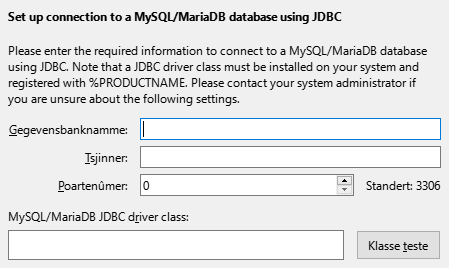 Set up connection to a MySQL/MariaDB database using JDBC
Please enter the required information to connect to a MySQL/MariaDB database
using JDBC. Note that a JDBC driver class must be installed on your system and
registered with %PRODUCTNAME. Please contact your system administrator if
you are unsure about the following settings.
Gegevensbanknamme:
Tsjinner:
Poartenûmer: 0 Standert: 3306
MySQL/MariaDB JDBC driver class:
Klasse teste